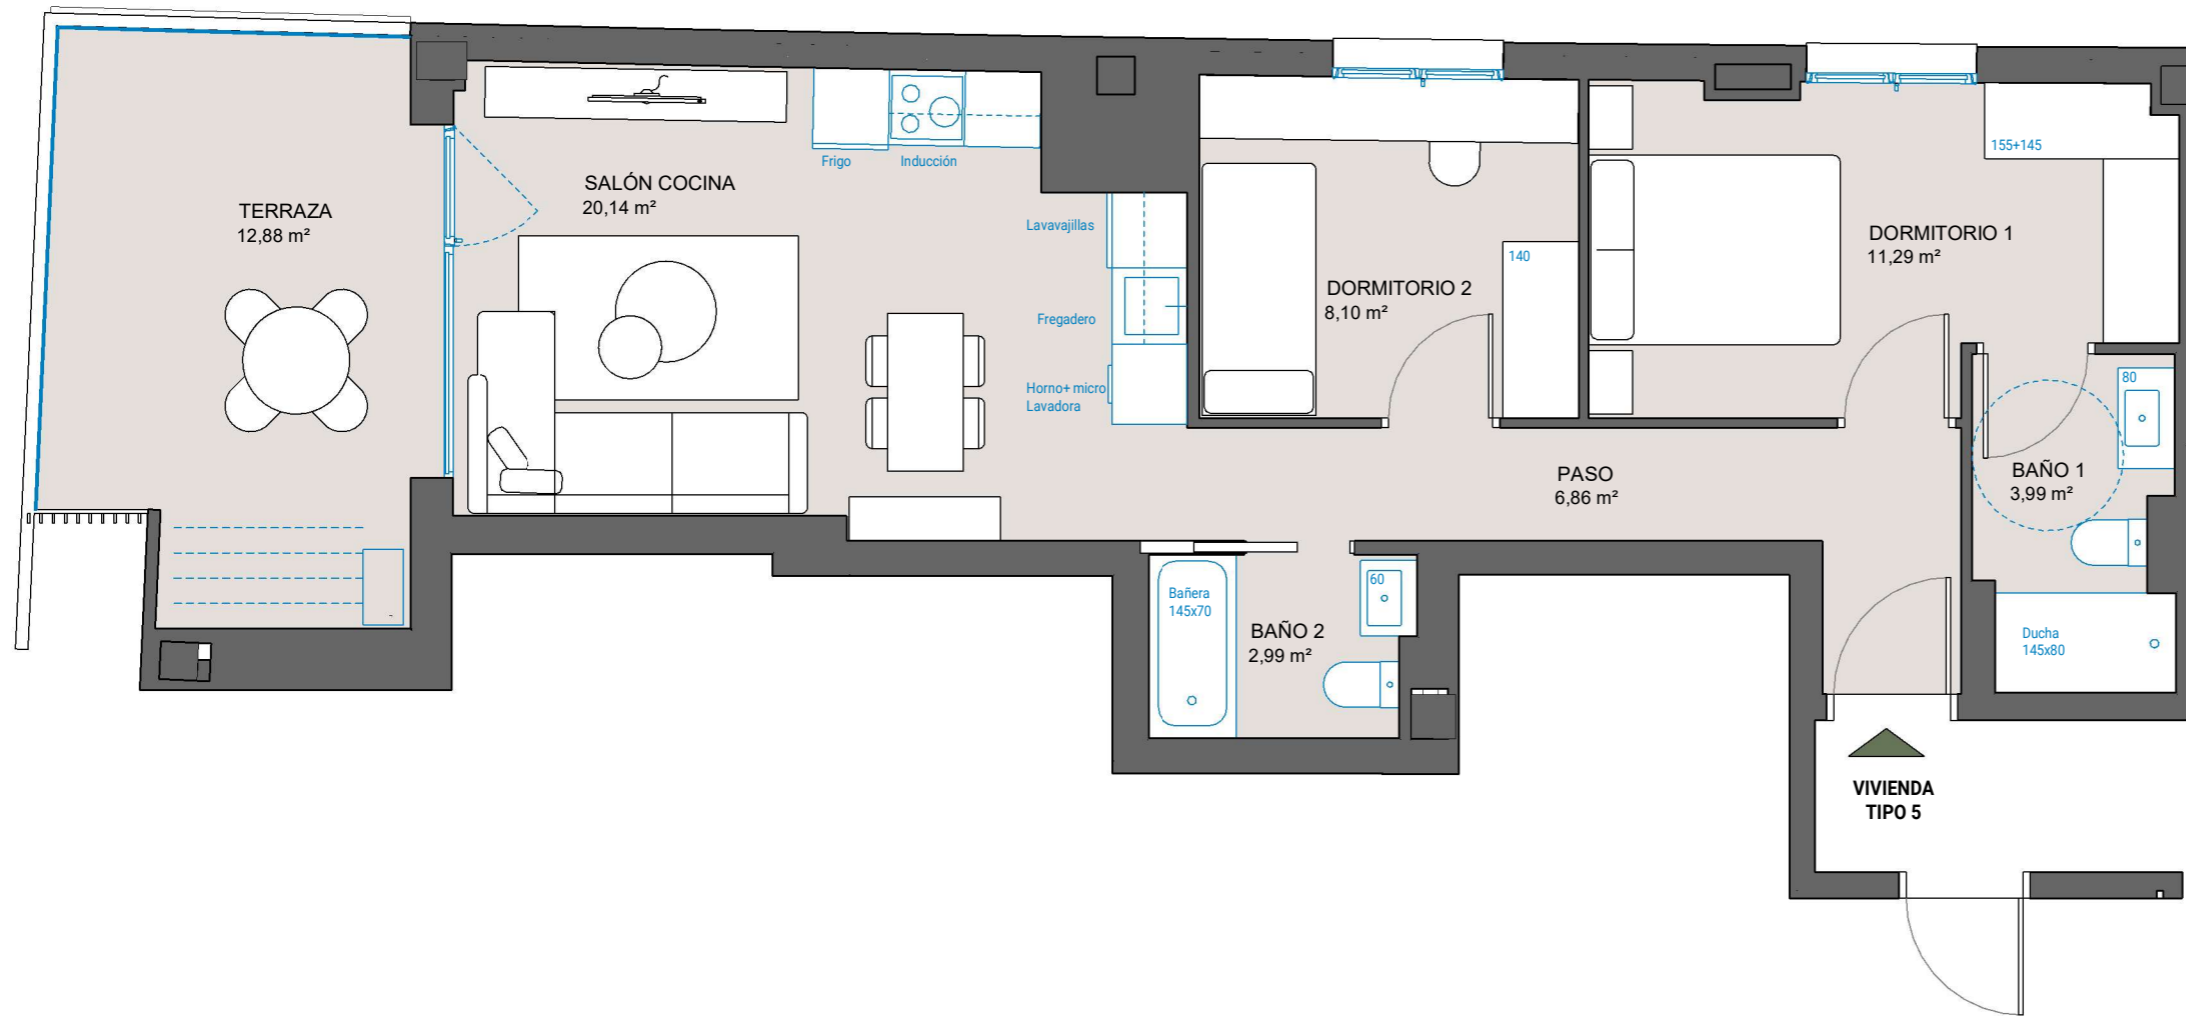 TERRAZA
12,88 m²
SALÓN COCINA
20,14 m²
Frigo
Inducción
Lavavajillas
Fregadero
Horno+ micro
Lavadora
DORMITORIO 2
8,10 m²
140
DORMITORIO 1
11,29 m²
155+145
PASO
6,86 m²
BAÑO 1
3,99 m²
80
Ducha
145x80
Bañera
145x70
BAÑO 2
2,99 m²
60
VIVIENDA
TIPO 5